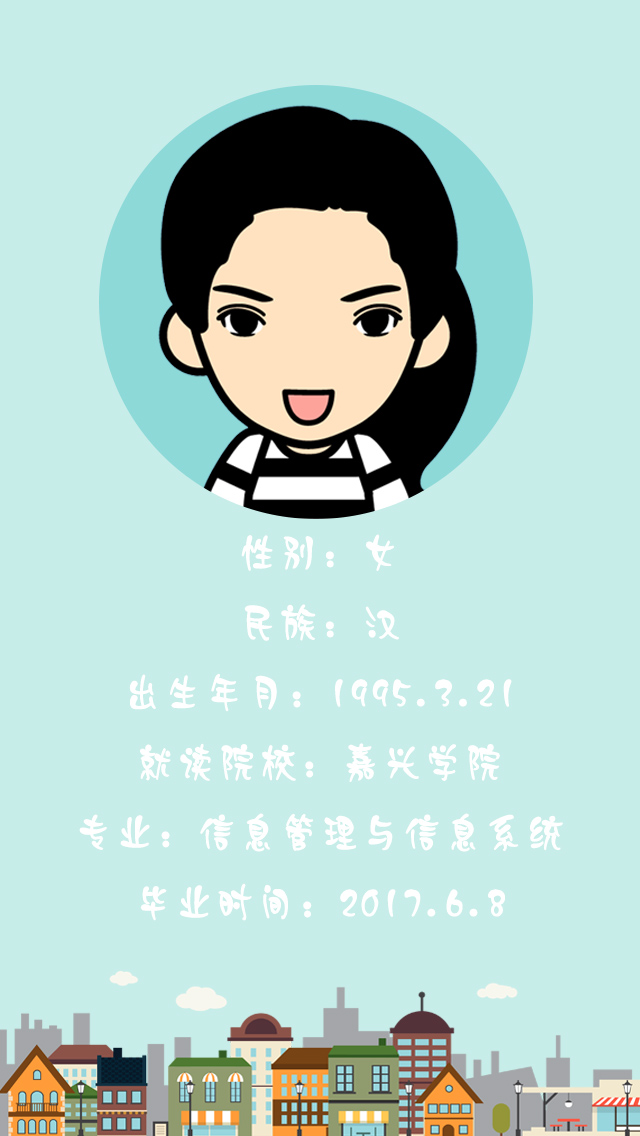 性别：女
民族：汉
出生年月：1995.3.21
就读院校：嘉兴学院
专业：信息管理与信息系统
毕业时间：2017.6.8